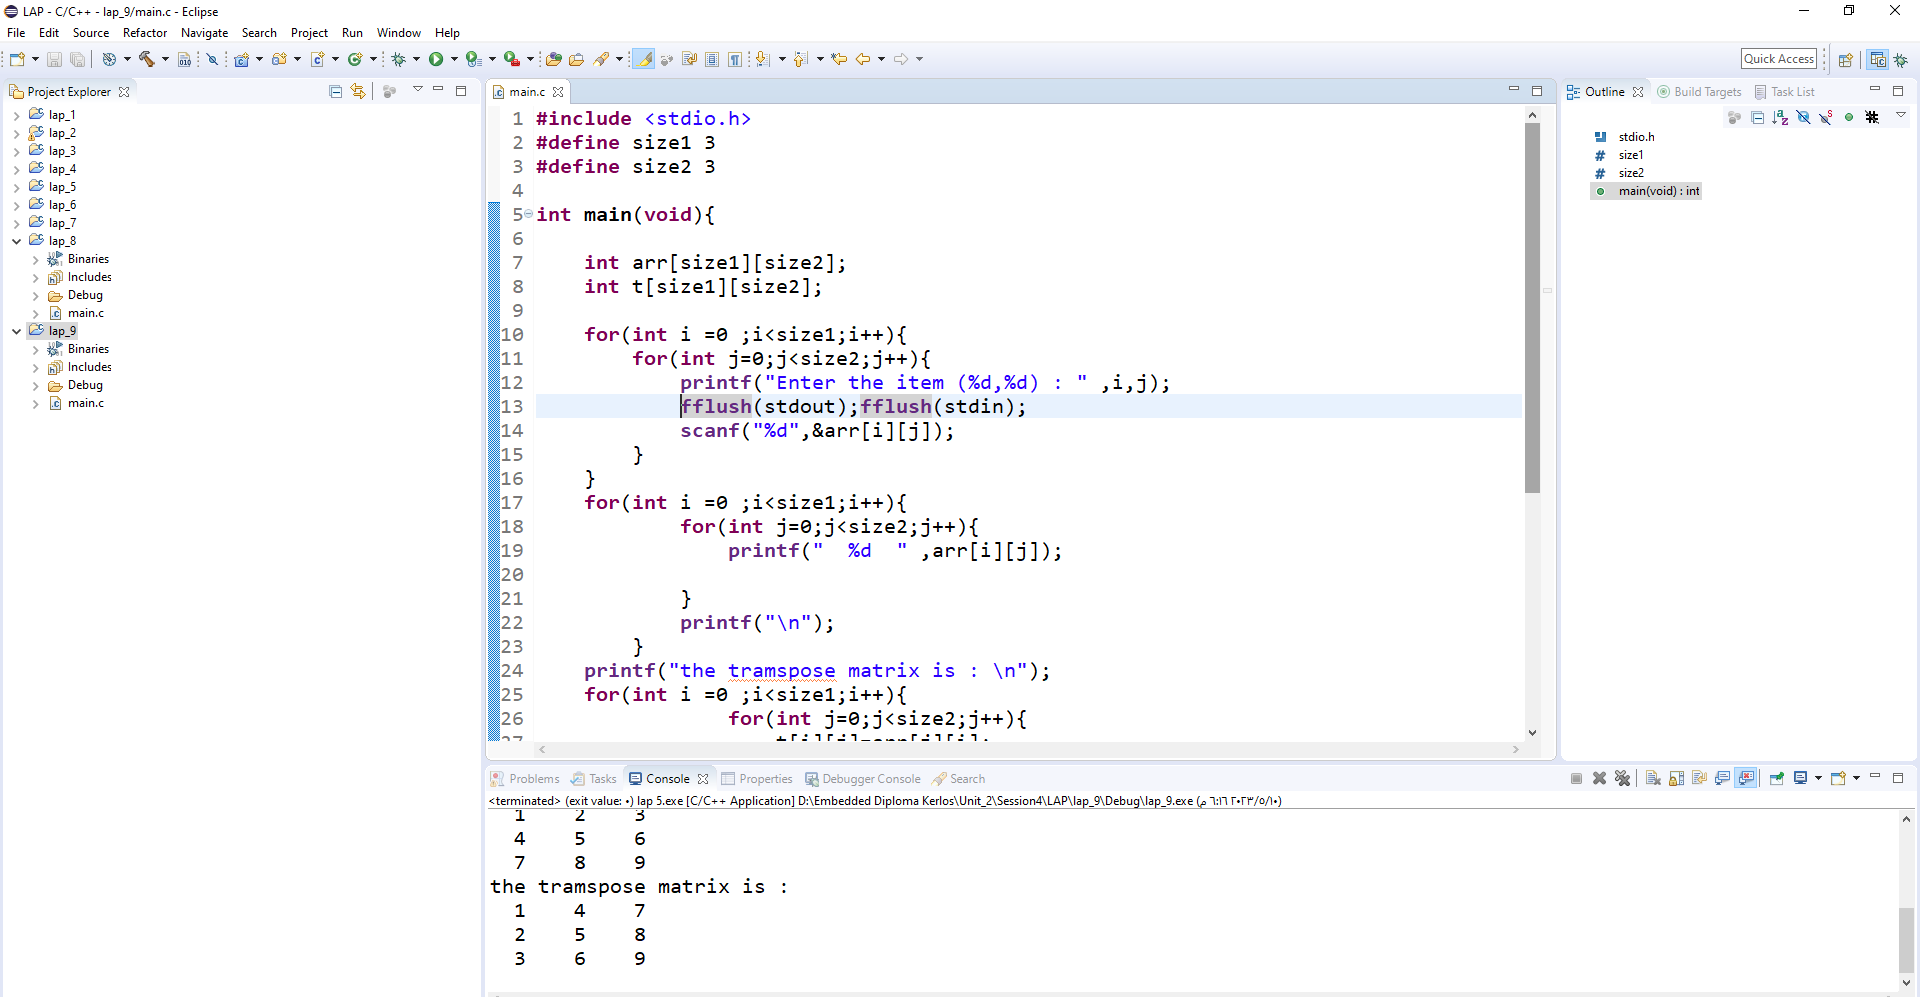 LAP - C/C++ - lap_9/main.c - Eclipse
File Edit Source Refactor Navigate Search Project Run Window Help
Quick Access
Project Explorer
lap_1
lap_2
lap_3
lap_4
lap_5
lap_6
lap_7
lap_8
Binaries
Includes
Debug
main.c
lap_9
Binaries
Includes
Debug
main.c
main.c
1 #include <stdio.h>
2 #define size1 3
3 #define size2 3
4
5 int main(void){
6
7 int arr[size1][size2];
8 int t[size1][size2];
9
10 for(int i =0 ;i<size1;i++){
11 for(int j=0;j<size2;j++){
12 printf("Enter the item (%d,%d) : " ,i,j);
13 fflush(stdout);fflush(stdin);
14 scanf("%d",&arr[i][j]);
15 }
16 }
17 for(int i =0 ;i<size1;i++){
18 for(int j=0;j<size2;j++){
19 printf("  %d  " ,arr[i][j]);
20
21 }
22 printf("\n");
23 }
24 printf("the tramspose matrix is : \n");
25 for(int i =0 ;i<size1;i++){
26 for(int j=0;j<size2;j++){
27 t[i][j]=arr[j][i];
Outline Build Targets Task List
stdio.h
size1
size2
main(void) : int
Problems Tasks Console Properties Debugger Console Search
<terminated> (exit value: ٠) lap 5.exe [C/C++ Application] D:\Embedded Diploma Kerlos\Unit_2\Session4\LAP\lap_9\Debug\lap_9.exe (٢٠٢٣/٥/١٠ ٦:١٦ م)
1 2 3
4 5 6
7 8 9
the tramspose matrix is :
1 4 7
2 5 8
3 6 9